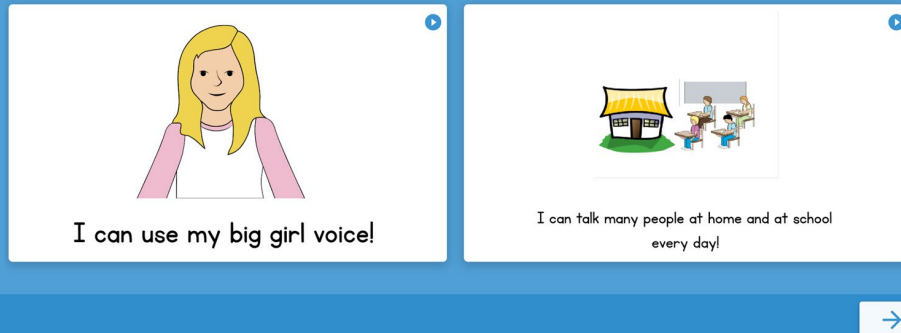 I can use my big girl voice!
I can talk many people at home and at school
every day!